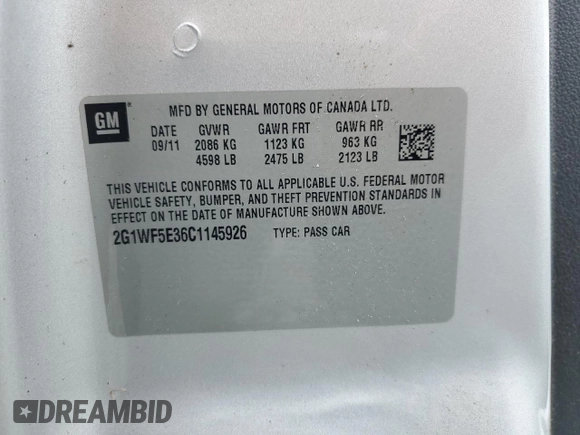 GM
MFD BY GENERAL MOTORS OF CANADA LTD.
DATE GVWR GAWR FRT GAWR RR
09/11 2086 KG 1123 KG 963 KG
4598 LB 2475 LB 2123 LB
THIS VEHICLE CONFORMS TO ALL APPLICABLE U.S. FEDERAL MOTOR
VEHICLE SAFETY, BUMPER, AND THEFT PREVENTION STANDARDS IN
EFFECT ON THE DATE OF MANUFACTURE SHOWN ABOVE.
2G1WF5E36C1145926 TYPE: PASS CAR
DREAMBID